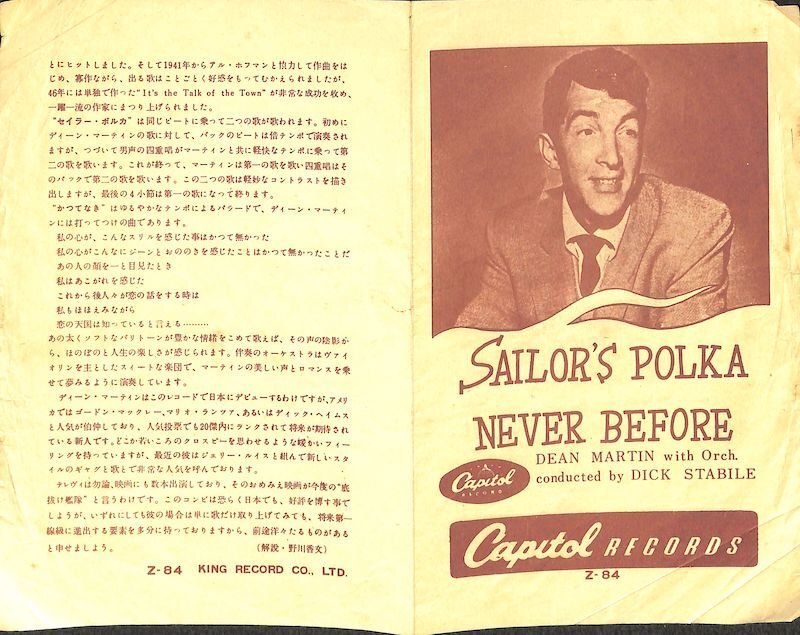 とにヒットしました。そして1941年からアル・ホフマンと協力して作曲をは
じめ、寡作ながら、出る歌はことごとく好感をもってむかえられましたが、
46年には単独で作った"It's the Talk of the Town"が非常な成功を收め、
一躍一流の作家にまつり上げられました。
"セイラー・ポルカ"は同じビートに乗って二つの歌が歌われます。初めに
ディーン・マーティンの歌に対して、バックのビートは倍テンポで演奏され
ますが、つづいて男声の四重唱がマーティンと共に軽快なテンポに乗って第
二の歌を歌います。これが終って、マーティンは第一の歌を歌い四重唱はそ
のバックで第二の歌を歌います。この二つの歌は軽妙なコントラストを描き
出しますが、最後の4小節は第一の歌になって終ります。
"かつてなき"はゆるやかなテンポによるバラードで、ディーン・マーティ
ンには打ってつけの曲であります。
私の心が、こんなスリルを感じた事はかつて無かった
私の心がこんなにジーンとおののきを感じたことはかつて無かったことだ
あの人の顔を一と目見たとき
私はあこがれを感じた
これから後人々が恋の話をする時は
私もほほえみながら
恋の天国は知っていると言える………
あの太くソフトなバリトーンが豊かな情緒をこめて歌えば、その声の陰影か
ら、ほのぼのと人生の楽しさが感じられます。伴奏のオーケストラはヴァイ
オリンを主としたスイートな楽団で、マーティンの美しい声とロマンスを乗
せて夢みるように演奏しています。
ディーン・マーティンはこのレコードで日本にデビューするわけですが、アメリ
カではゴードン・マックレー、マリオ・ランツァ、あるいはディック・ヘイムス
と人気が伯仲しており、人気投票でも20傑内にランクされて将来が期待され
ている新人です。どこか若いころのクロスビーを思わせるような暖かいフィー
リングを持っていますが、最近の彼はジェリー・ルイスと組んで新しいスタ
イルのギャグと歌とで非常な人気を呼んでおります。
テレヴィは勿論、映画にも数本出演しており、そのおめみえ映画が今度の"底
抜け艦隊"と言うわけです。このコンビは恐らく日本でも、好評を博す事で
しょうが、いずれにしても彼の場合は単に歌だけ取り上げてみても、将来第一
線級に進出する要素を多分に持っておりますから、前途洋々たるものがある
と申せましょう。 (解説・野川香文)
Z-84 KING RECORD CO., LTD.
SAILOR'S POLKA
NEVER BEFORE
DEAN MARTIN with Orch.
conducted by DICK STABILE
Capitol
RECORD
Capitol RECORDS
Z-84